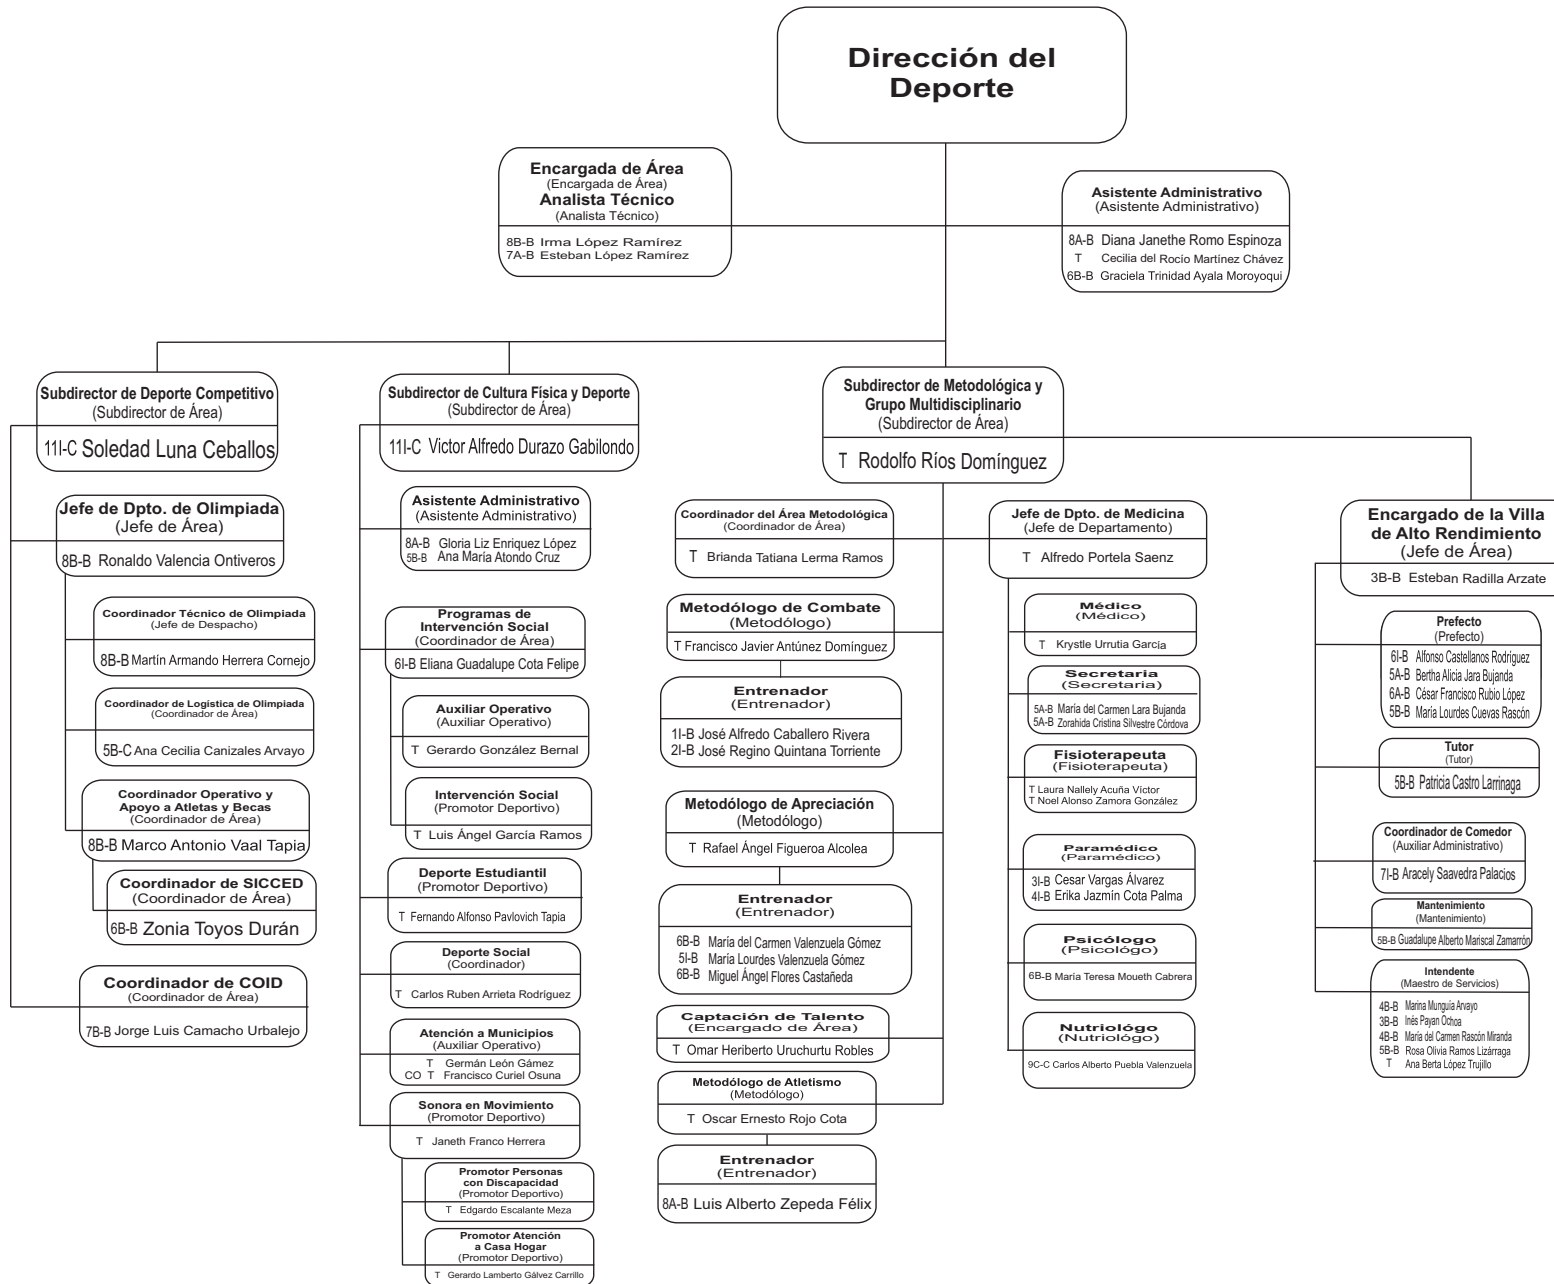 Dirección del
Deporte
Encargada de Área
(Encargada de Área)
Analista Técnico
(Analista Técnico)
8B-B Irma López Ramírez
7A-B Esteban López Ramírez
Asistente Administrativo
(Asistente Administrativo)
8A-B Diana Janethe Romo Espinoza
T Cecilia del Rocío Martínez Chávez
6B-B Graciela Trinidad Ayala Moroyoqui
Subdirector de Deporte Competitivo
(Subdirector de Área)
11I-C Soledad Luna Ceballos
Jefe de Dpto. de Olimpiada
(Jefe de Área)
8B-B Ronaldo Valencia Ontiveros
Coordinador Técnico de Olimpiada
(Jefe de Despacho)
8B-B Martín Armando Herrera Cornejo
Coordinador de Logística de Olimpiada
(Coordinador de Área)
5B-C Ana Cecilia Canizales Arvayo
Coordinador Operativo y
Apoyo a Atletas y Becas
(Coordinador de Área)
8B-B Marco Antonio Vaal Tapia
Coordinador de SICCED
(Coordinador de Área)
6B-B Zonia Toyos Durán
Coordinador de COID
(Coordinador de Área)
7B-B Jorge Luis Camacho Urbalejo
Subdirector de Cultura Física y Deporte
(Subdirector de Área)
11I-C Victor Alfredo Durazo Gabilondo
Asistente Administrativo
(Asistente Administrativo)
8A-B Gloria Liz Enriquez López
5B-B Ana María Atondo Cruz
Programas de
Intervención Social
(Coordinador de Área)
6I-B Eliana Guadalupe Cota Felipe
Auxiliar Operativo
(Auxiliar Operativo)
T Gerardo González Bernal
Intervención Social
(Promotor Deportivo)
T Luis Ángel García Ramos
Deporte Estudiantil
(Promotor Deportivo)
T Fernando Alfonso Pavlovich Tapia
Deporte Social
(Coordinador)
T Carlos Ruben Arrieta Rodríguez
Atención a Municipios
(Auxiliar Operativo)
T Germán León Gámez
CO T Francisco Curiel Osuna
Sonora en Movimiento
(Promotor Deportivo)
T Janeth Franco Herrera
Promotor Personas
con Discapacidad
(Promotor Deportivo)
T Edgardo Escalante Meza
Promotor Atención
a Casa Hogar
(Promotor Deportivo)
T Gerardo Lamberto Gálvez Carrillo
Subdirector de Metodológica y
Grupo Multidisciplinario
(Subdirector de Área)
T Rodolfo Ríos Domínguez
Coordinador del Área Metodológica
(Coordinador de Área)
T Brianda Tatiana Lerma Ramos
Metodólogo de Combate
(Metodólogo)
T Francisco Javier Antúnez Domínguez
Entrenador
(Entrenador)
1I-B José Alfredo Caballero Rivera
2I-B José Regino Quintana Torriente
Metodólogo de Apreciación
(Metodólogo)
T Rafael Ángel Figueroa Alcolea
Entrenador
(Entrenador)
6B-B María del Carmen Valenzuela Gómez
5I-B María Lourdes Valenzuela Gómez
6B-B Miguel Ángel Flores Castañeda
Captación de Talento
(Encargado de Área)
T Omar Heriberto Uruchurtu Robles
Metodólogo de Atletismo
(Metodólogo)
T Oscar Ernesto Rojo Cota
Entrenador
(Entrenador)
8A-B Luis Alberto Zepeda Félix
Jefe de Dpto. de Medicina
(Jefe de Departamento)
T Alfredo Portela Saenz
Médico
(Médico)
T Krystle Urrutia García
Secretaria
(Secretaria)
5A-B María del Carmen Lara Bujanda
5A-B Zorahida Cristina Silvestre Córdova
Fisioterapeuta
(Fisioterapeuta)
T Laura Nallely Acuña Víctor
T Noel Alonso Zamora González
Paramédico
(Paramédico)
3I-B Cesar Vargas Álvarez
4I-B Erika Jazmín Cota Palma
Psicólogo
(Psicológo)
6B-B María Teresa Moueth Cabrera
Nutriológo
(Nutriológo)
9C-C Carlos Alberto Puebla Valenzuela
Encargado de la Villa
de Alto Rendimiento
(Jefe de Área)
3B-B Esteban Radilla Arzate
Prefecto
(Prefecto)
6I-B Alfonso Castellanos Rodríguez
5A-B Bertha Alicia Jara Bujanda
6A-B César Francisco Rubio López
5B-B Maria Lourdes Cuevas Rascón
Tutor
(Tutor)
5B-B Patricia Castro Larrinaga
Coordinador de Comedor
(Auxiliar Administrativo)
7I-B Aracely Saavedra Palacios
Mantenimiento
(Mantenimiento)
5B-B Guadalupe Alberto Mariscal Zamarrón
Intendente
(Maestro de Servicios)
4B-B Marina Munguía Arvayo
3B-B Inés Payan Ochoa
4B-B María del Carmen Rascón Miranda
5B-B Rosa Olivia Ramos Lizárraga
T Ana Berta López Trujillo